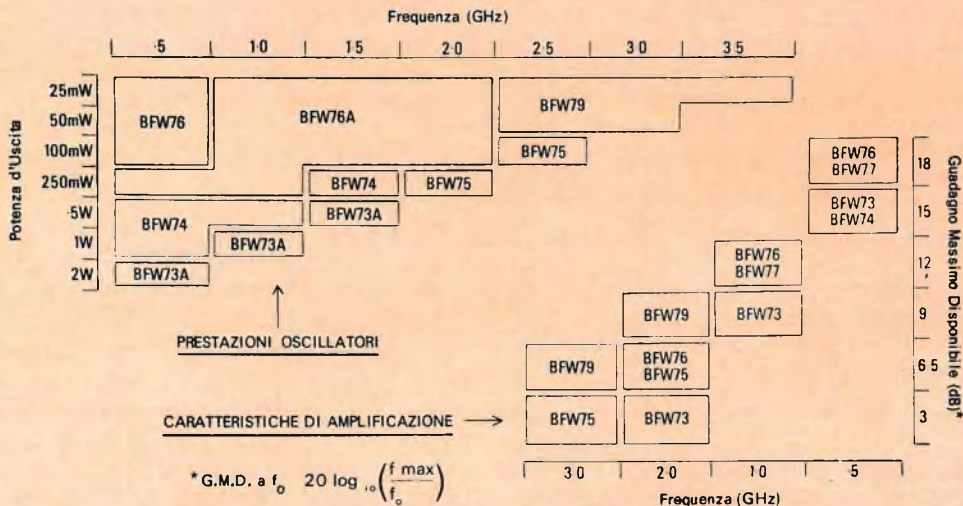 Frequenza (GHz)
·5 1·0 1·5 2·0 2·5 3·0 3·5
Potenza d'Uscita
25mW
50mW
100mW
250mW
·5W
1W
2W
BFW76
BFW76A
BFW79
BFW75
BFW74
BFW75
BFW74
BFW73A
BFW73A
BFW73A
PRESTAZIONI OSCILLATORI
BFW76
BFW77
BFW73
BFW74
BFW76
BFW77
BFW79
BFW73
BFW79
BFW76
BFW75
BFW75
BFW73
18
15
12
9
6·5
3
Guadagno Massimo Disponibile (dB)*
CARATTERISTICHE DI AMPLIFICAZIONE
3·0 2·0 1·0 ·5
Frequenza (GHz)
* G.M.D. a f₀ 20 log ₁₀ (f max / f₀)